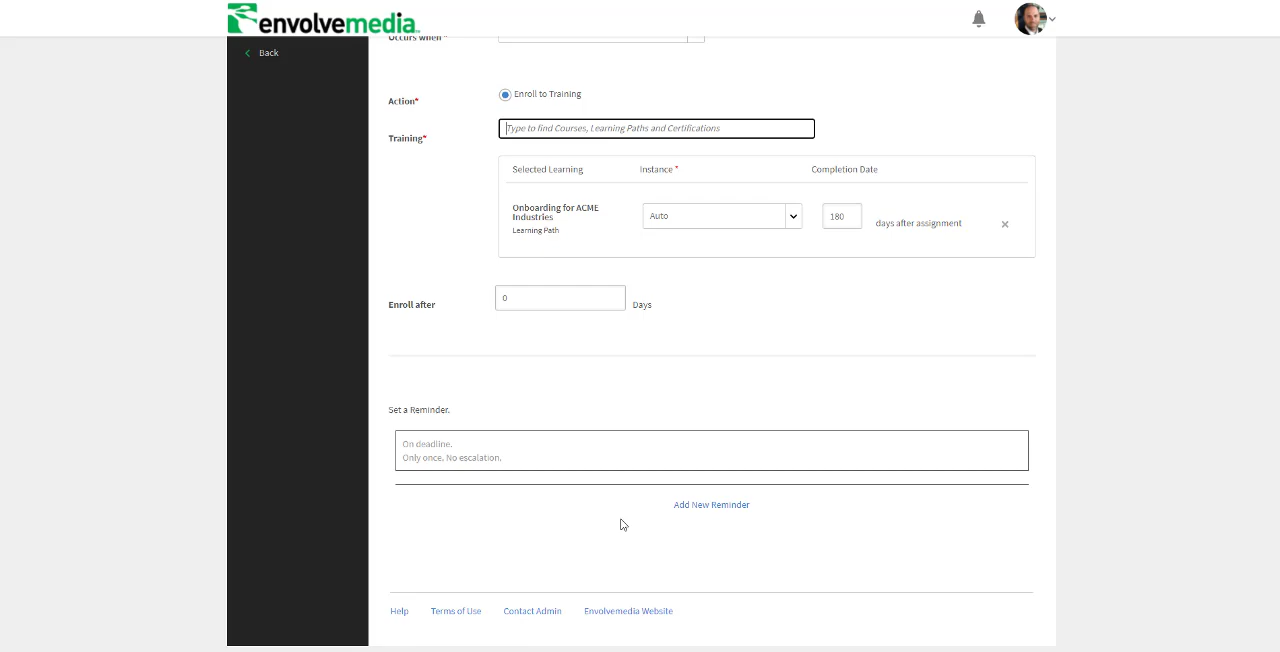 envolvemedia
Back
Occurs when *
Action*
Enroll to Training
Training*
Type to find Courses, Learning Paths and Certifications
Selected Learning Instance * Completion Date
Onboarding for ACME
Industries
Learning Path
Auto
180
days after assignment
Enroll after
0
Days
Set a Reminder.
On deadline.
Only once. No escalation.
Add New Reminder
Help Terms of Use Contact Admin Envolvemedia Website